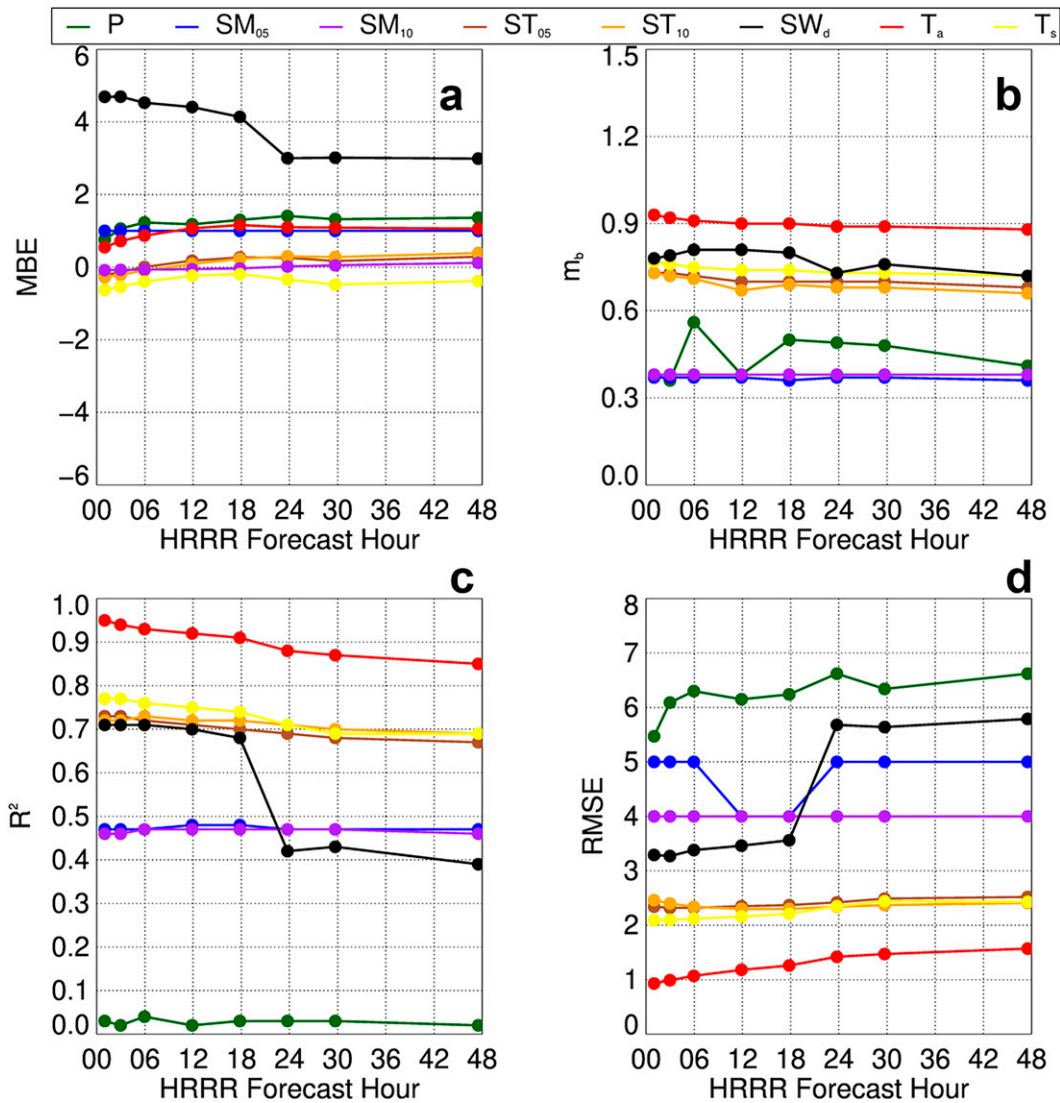 P SM₀₅ SM₁₀ ST₀₅ ST₁₀ SW_d T_a T_s
a
6
4
2
0
−2
−4
−6
MBE
00 06 12 18 24 30 36 42 48
HRRR Forecast Hour
b
1.5
1.2
0.9
0.6
0.3
0.0
m_b
00 06 12 18 24 30 36 42 48
HRRR Forecast Hour
c
1.0
0.9
0.8
0.7
0.6
0.5
0.4
0.3
0.2
0.1
0.0
R²
00 06 12 18 24 30 36 42 48
HRRR Forecast Hour
d
8
7
6
5
4
3
2
1
0
RMSE
00 06 12 18 24 30 36 42 48
HRRR Forecast Hour